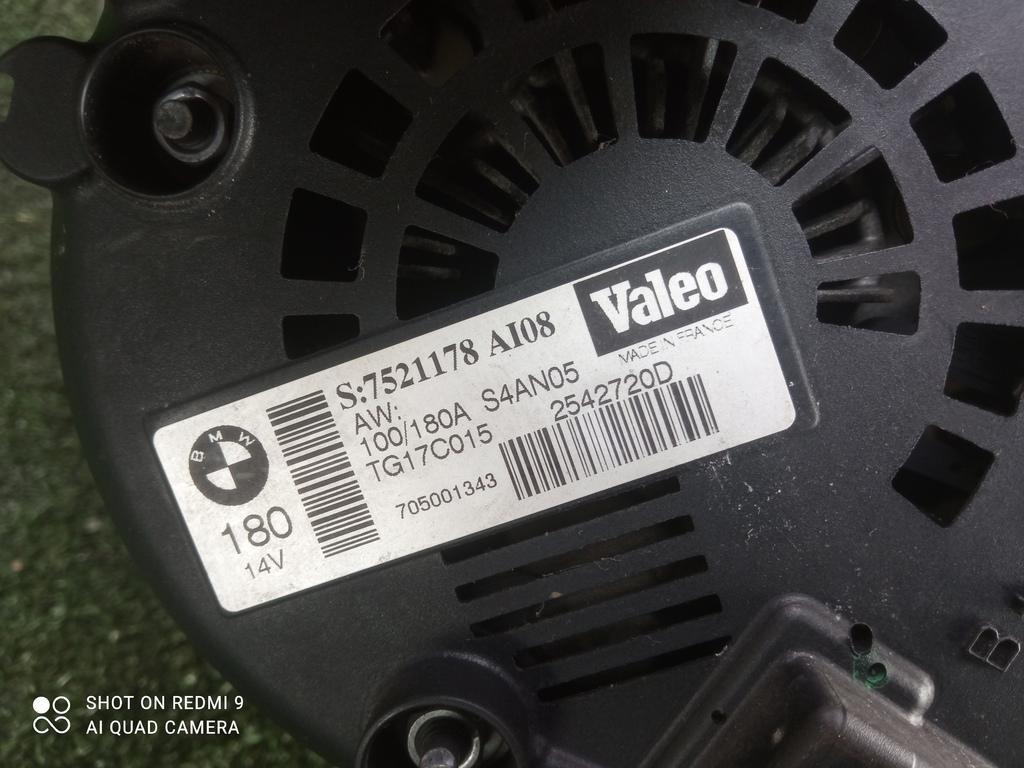 S:7521178 AI08
Valeo
MADE IN FRANCE
AW:
100/180A S4AN05
TG17C015 2542720D
705001343
BMW
180
14V
B
SHOT ON REDMI 9
AI QUAD CAMERA